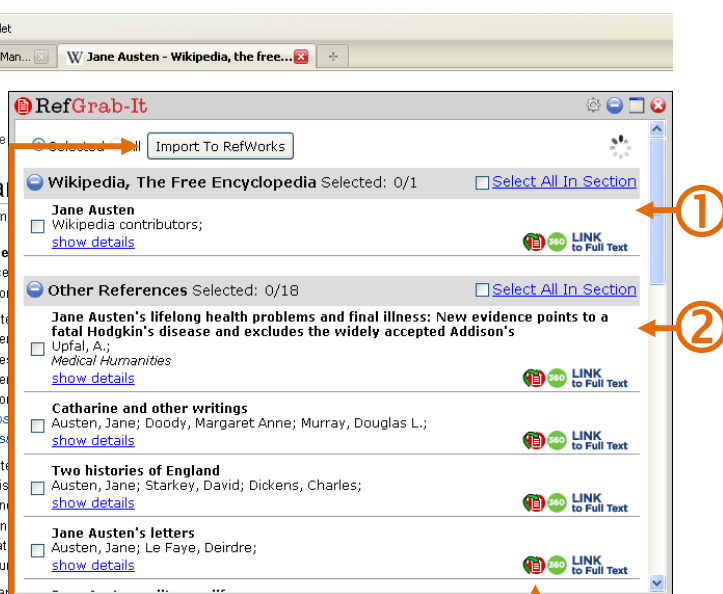 let
Man...
W Jane Austen - Wikipedia, the free...
RefGrab-It
Selected All Import To RefWorks
Wikipedia, The Free Encyclopedia Selected: 0/1 Select All In Section
1
Jane Austen
Wikipedia contributors;
show details
360 LINK to Full Text
Other References Selected: 0/18 Select All In Section
2
Jane Austen's lifelong health problems and final illness: New evidence points to a
fatal Hodgkin's disease and excludes the widely accepted Addison's
Upfal, A.;
Medical Humanities
show details
360 LINK to Full Text
Catharine and other writings
Austen, Jane; Doody, Margaret Anne; Murray, Douglas L.;
show details
360 LINK to Full Text
Two histories of England
Austen, Jane; Starkey, David; Dickens, Charles;
show details
360 LINK to Full Text
Jane Austen's letters
Austen, Jane; Le Faye, Deirdre;
show details
360 LINK to Full Text